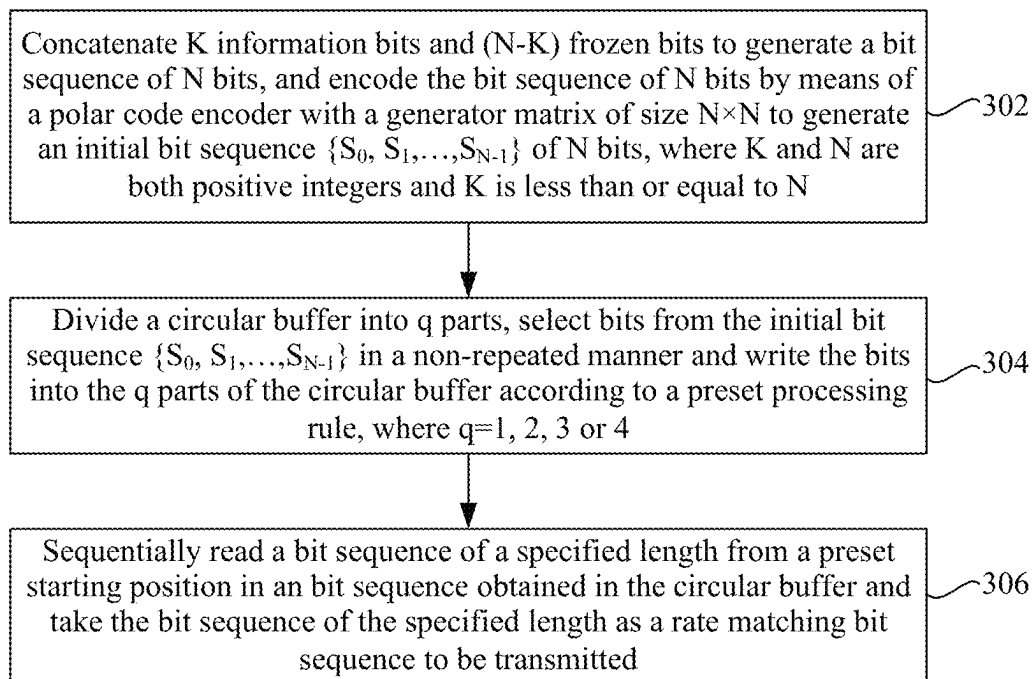 Concatenate K information bits and (N-K) frozen bits to generate a bit
sequence of N bits, and encode the bit sequence of N bits by means of
a polar code encoder with a generator matrix of size N×N to generate
an initial bit sequence {S₀, S₁,…,S_N-1} of N bits, where K and N are
both positive integers and K is less than or equal to N
302
Divide a circular buffer into q parts, select bits from the initial bit
sequence {S₀, S₁,…,S_N-1} in a non-repeated manner and write the bits
into the q parts of the circular buffer according to a preset processing
rule, where q=1, 2, 3 or 4
304
Sequentially read a bit sequence of a specified length from a preset
starting position in an bit sequence obtained in the circular buffer and
take the bit sequence of the specified length as a rate matching bit
sequence to be transmitted
306